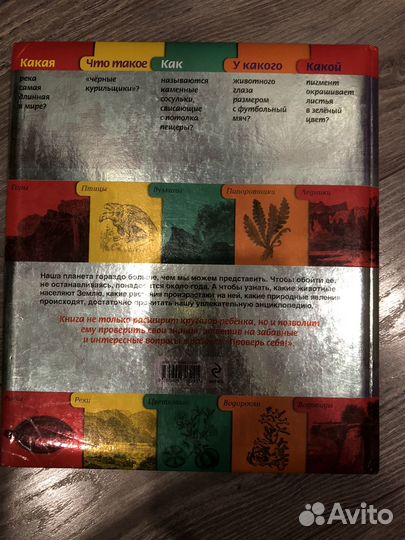 Какая
река
самая
длинная
в мире?
Что такое
«чёрные
курильщики»?
Как
называются
каменные
сосульки,
свисающие
с потолка
пещеры?
У какого
животного
глаза
размером
с футбольный
мяч?
Какой
пигмент
окрашивает
листья
в зелёный
цвет?
Горы
Птицы
Вулканы
Папоротники
Ледники
Наша планета гораздо больше, чем мы можем представить. Чтобы обойти её,
не останавливаясь, понадобится около года. А чтобы узнать, какие животные
населяют Землю, какие растения произрастают на ней, какие природные явления
происходят, достаточно прочитать нашу увлекательную энциклопедию.
Книга не только расширит кругозор ребёнка, но и позволит
ему проверить свои знания, ответив на забавные
и интересные вопросы в разделе «Проверь себя!».
Рыбы
Реки
Цветковые
Водоросли
Avito